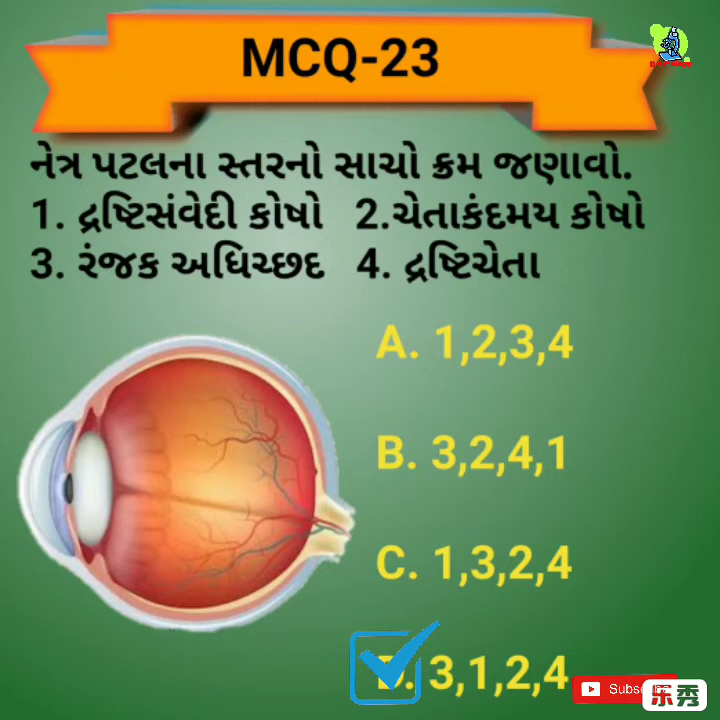 MCQ-23
નેત્ર પટલના સ્તરનો સાચો ક્રમ જણાવો.
1. દ્રષ્ટિસંવેદી કોષો 2.ચેતાકંદમય કોષો
3. રંજક અધિચ્છદ 4. દ્રષ્ટિચેતા
A. 1,2,3,4
B. 3,2,4,1
C. 1,3,2,4
D. 3,1,2,4
乐秀